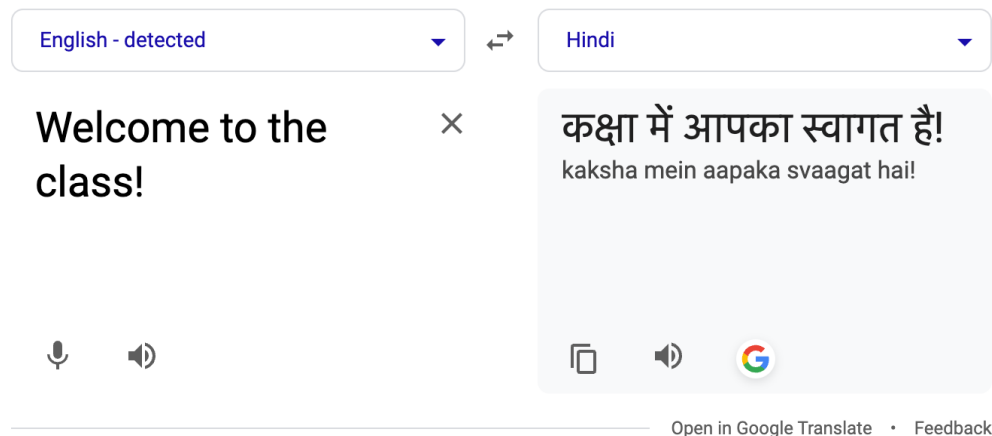 English - detected
Hindi
Welcome to the
class!
कक्षा में आपका स्वागत है!
kaksha mein aapaka svaagat hai!
Open in Google Translate • Feedback